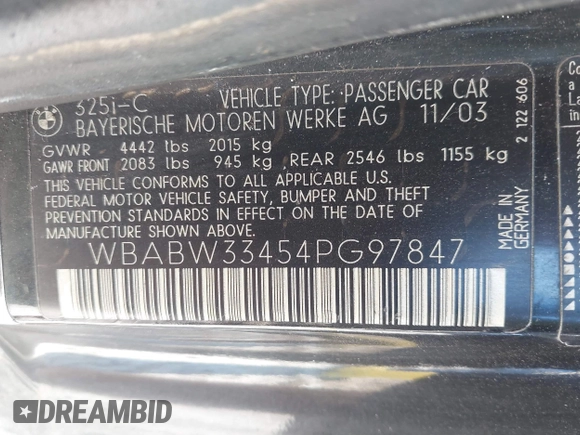 325i-C VEHICLE TYPE: PASSENGER CAR
BAYERISCHE MOTOREN WERKE AG 11/03
GVWR 4442 lbs 2015 kg
GAWR FRONT 2083 lbs 945 kg, REAR 2546 lbs 1155 kg
THIS VEHICLE CONFORMS TO ALL APPLICABLE U.S.
FEDERAL MOTOR VEHICLE SAFETY, BUMPER AND THEFT
STANDARDS IN EFFECT ON THE DATE OF
MANUFACTURE SHOWN ABOVE.
WBABW33454PG97847
MADE IN
GERMANY
2 122 606
Co
a p
La
DREAMBID